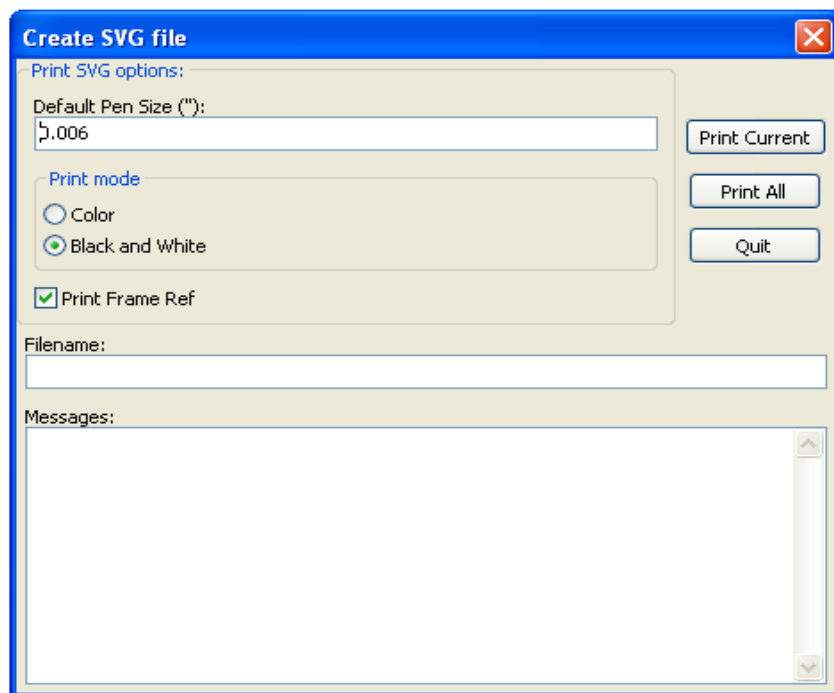 Create SVG file
Print SVG options:
Default Pen Size ("):
.006
Print mode
Color
Black and White
Print Frame Ref
Print Current
Print All
Quit
Filename:
Messages: